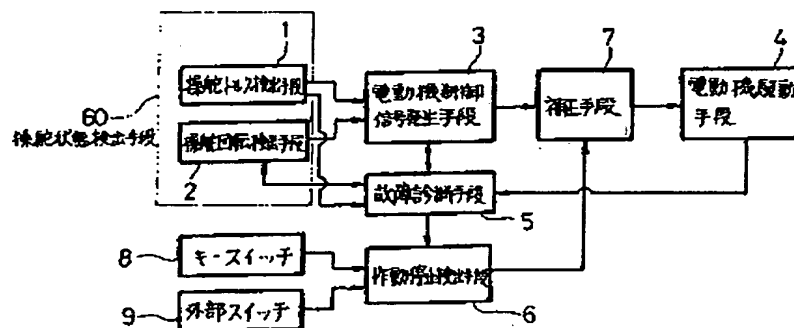 1
操舵トルク検出手段
60
操舵状態検出手段
操舵回転検出手段
2
3
電動機制御
信号発生手段
7
補正手段
4
電動機駆動
手段
故障診断手段
5
8
キースイッチ
9
外部スイッチ
作動停止検出手段
6